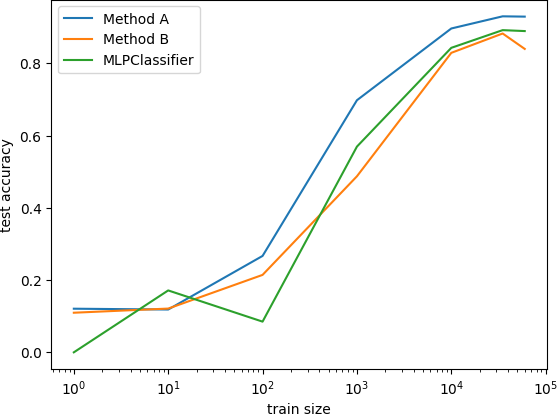 Method A
Method B
MLPClassifier
test accuracy
0.8
0.6
0.4
0.2
0.0
10⁰ 10¹ 10² 10³ 10⁴ 10⁵
train size